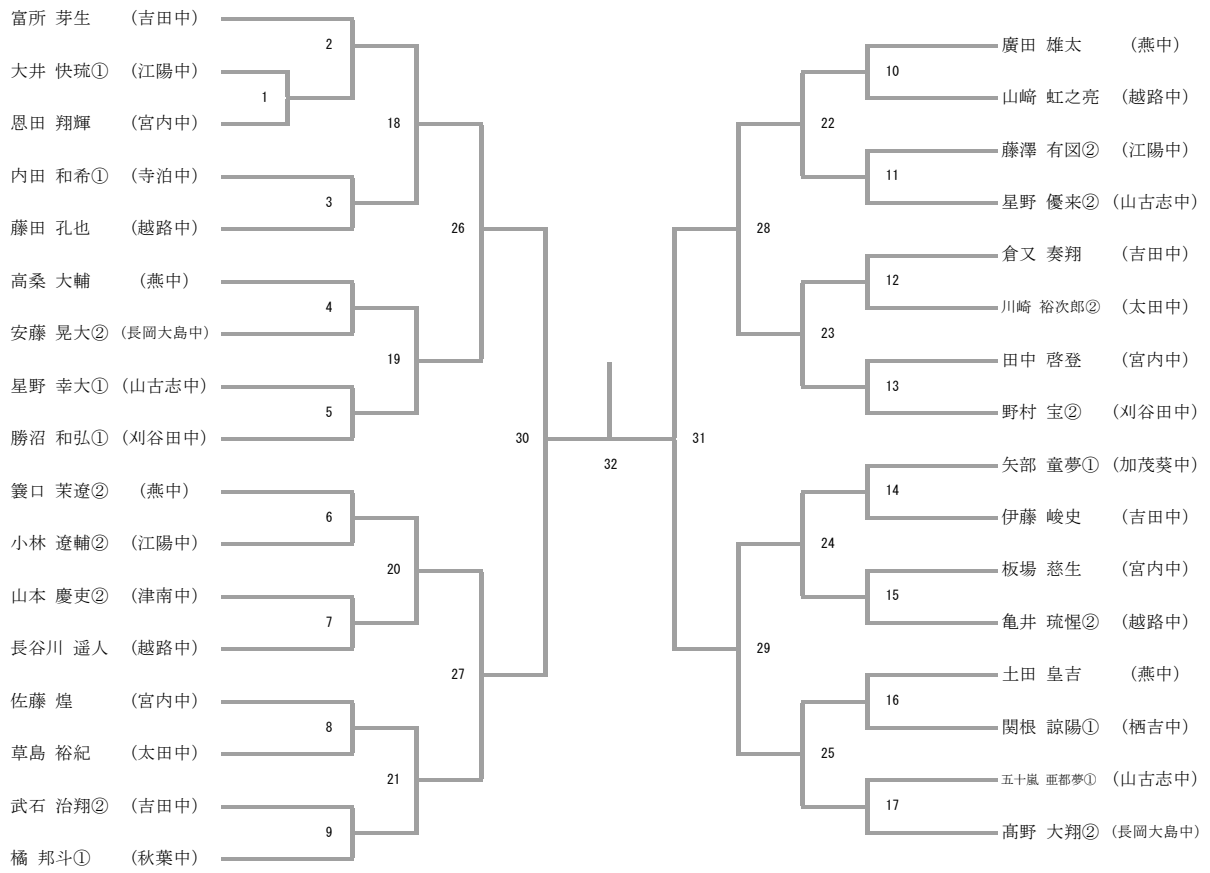 富所 芽生 (吉田中)
大井 快琉① (江陽中)
恩田 翔輝 (宮内中)
内田 和希① (寺泊中)
藤田 孔也 (越路中)
高桑 大輔 (燕中)
安藤 晃大② (長岡大島中)
星野 幸大① (山古志中)
勝沼 和弘① (刈谷田中)
籆口 茉遼② (燕中)
小林 遼輔② (江陽中)
山本 慶吏② (津南中)
長谷川 遥人 (越路中)
佐藤 煌 (宮内中)
草島 裕紀 (太田中)
武石 治翔② (吉田中)
橘 邦斗① (秋葉中)
1
2
3
4
5
6
7
8
9
18
19
20
21
26
27
30
32
31
28
29
22
23
24
25
10
11
12
13
14
15
16
17
廣田 雄太 (燕中)
山﨑 虹之亮 (越路中)
藤澤 有図② (江陽中)
星野 優来② (山古志中)
倉又 奏翔 (吉田中)
川崎 裕次郎② (太田中)
田中 啓登 (宮内中)
野村 宝② (刈谷田中)
矢部 童夢① (加茂葵中)
伊藤 峻史 (吉田中)
板場 慈生 (宮内中)
亀井 琉惺② (越路中)
土田 皇吉 (燕中)
関根 諒陽① (栖吉中)
五十嵐 亜都夢① (山古志中)
髙野 大翔② (長岡大島中)